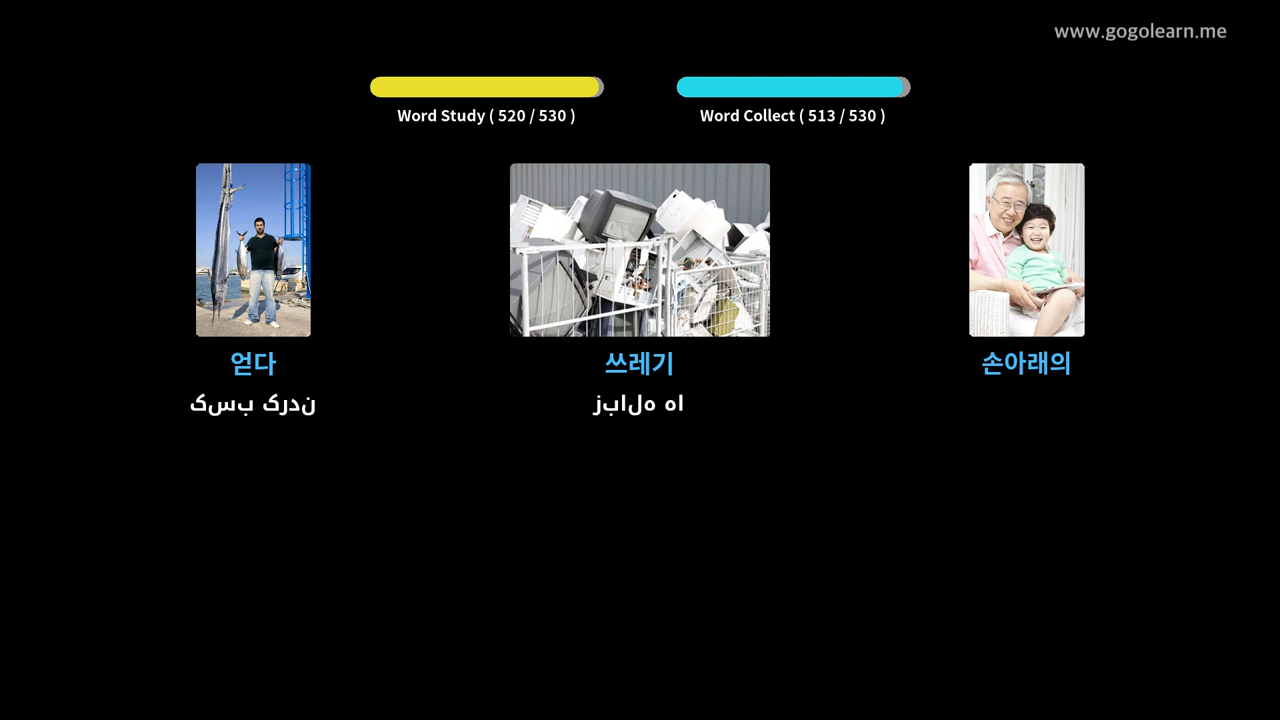 www.gogolearn.me
Word Study ( 520 / 530 )
Word Collect ( 513 / 530 )
얻다
쓰레기
손아래의
کسب کردن
زباله ها